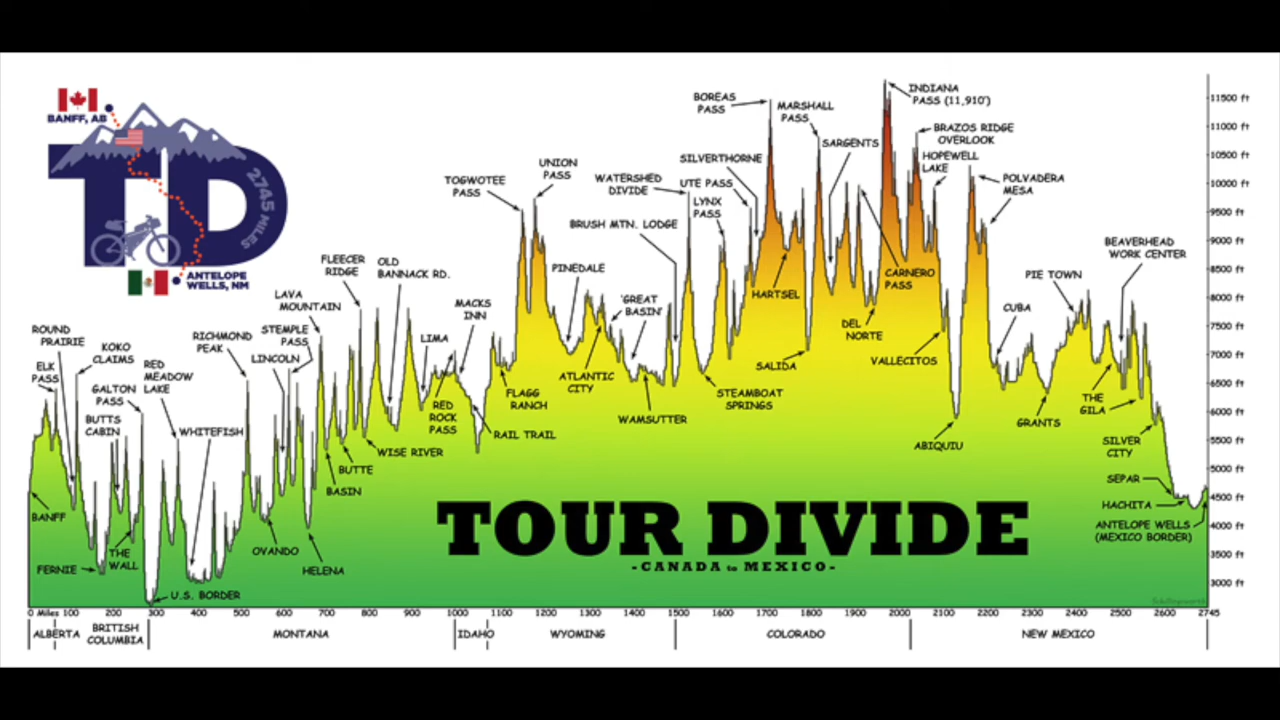 BANFF, AB
TD
2745 MILES
ANTELOPE
WELLS, NM
ROUND
PRAIRIE
ELK
PASS
KOKO
CLAIMS
GALTON
PASS
BUTTS
CABIN
RED
MEADOW
LAKE
WHITEFISH
BANFF
FERNIE
THE
WALL
U.S. BORDER
RICHMOND
PEAK
LINCOLN
STEMPLE
PASS
LAVA
MOUNTAIN
FLEECER
RIDGE
OLD
BANNACK RD.
OVANDO
HELENA
BASIN
BUTTE
WISE RIVER
LIMA
MACKS
INN
RED
ROCK
PASS
RAIL TRAIL
FLAGG
RANCH
TOGWOTEE
PASS
UNION
PASS
PINEDALE
ATLANTIC
CITY
'GREAT
BASIN'
WAMSUTTER
BRUSH MTN. LODGE
WATERSHED
DIVIDE
STEAMBOAT
SPRINGS
LYNX
PASS
UTE PASS
SILVERTHORNE
BOREAS
PASS
HARTSEL
MARSHALL
PASS
SALIDA
SARGENTS
DEL
NORTE
CARNERO
PASS
INDIANA
PASS (11,910')
BRAZOS RIDGE
OVERLOOK
HOPEWELL
LAKE
VALLECITOS
ABIQUIU
POLVADERA
MESA
CUBA
GRANTS
PIE TOWN
BEAVERHEAD
WORK CENTER
THE
GILA
SILVER
CITY
SEPAR
HACHITA
ANTELOPE WELLS
(MEXICO BORDER)
TOUR DIVIDE
-CANADA to MEXICO-
11500 ft
11000 ft
10500 ft
10000 ft
9500 ft
9000 ft
8500 ft
8000 ft
7500 ft
7000 ft
6500 ft
6000 ft
5500 ft
5000 ft
4500 ft
4000 ft
3500 ft
3000 ft
0 Miles 100 200 300 400 500 600 700 800 900 1000 1100 1200 1300 1400 1500 1600 1700 1800 1900 2000 2100 2200 2300 2400 2500 2600 2745
ALBERTA
BRITISH
COLUMBIA
MONTANA
IDAHO
WYOMING
COLORADO
NEW MEXICO